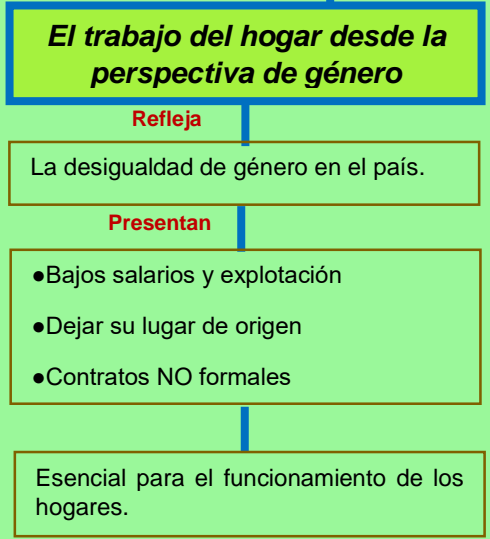 El trabajo del hogar desde la
perspectiva de género
Refleja
La desigualdad de género en el país.
Presentan
●Bajos salarios y explotación
●Dejar su lugar de origen
●Contratos NO formales
Esencial para el funcionamiento de los
hogares.